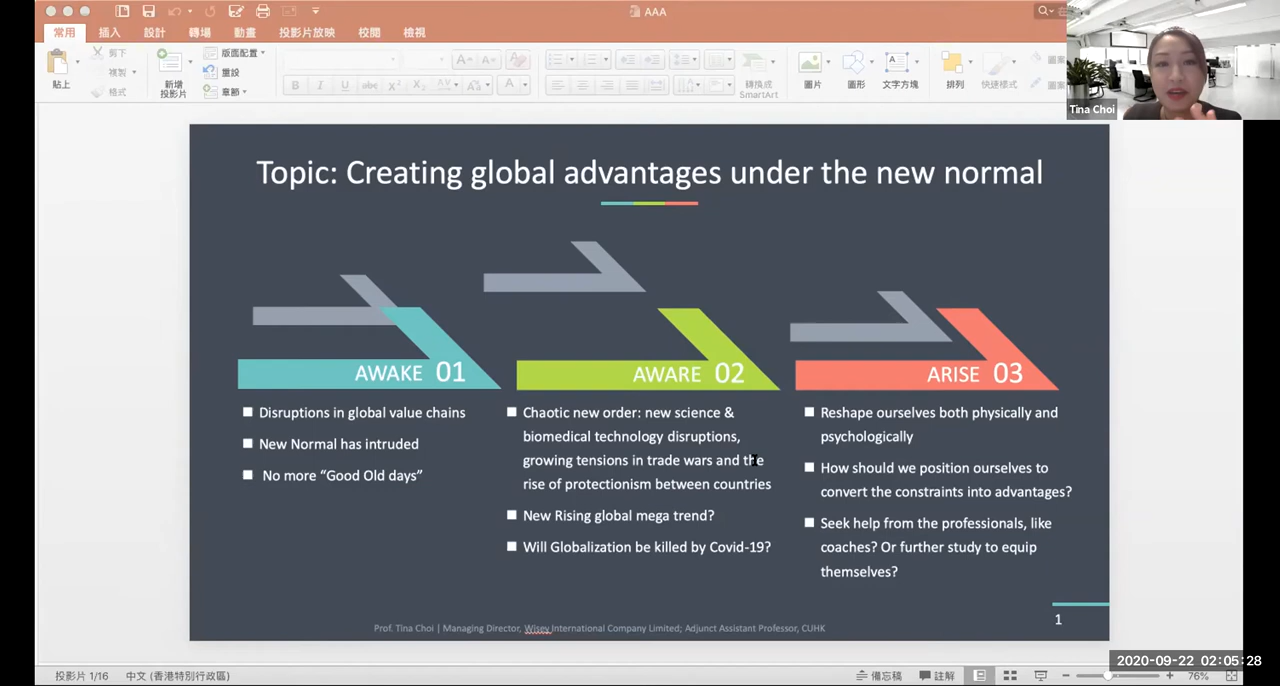 AAA
常用 插入 設計 轉場 動畫 投影片放映 校閱 檢視
貼上
剪下
複製
格式
新增
投影片
版面配置
重設
章節
轉換成
SmartArt
圖片
圖形
文字方塊
排列
快速樣式
Tina Choi
Topic: Creating global advantages under the new normal
AWAKE 01
Disruptions in global value chains
New Normal has intruded
No more “Good Old days”
AWARE 02
Chaotic new order: new science &
biomedical technology disruptions,
growing tensions in trade wars and the
rise of protectionism between countries
New Rising global mega trend?
Will Globalization be killed by Covid-19?
ARISE 03
Reshape ourselves both physically and
psychologically
How should we position ourselves to
convert the constraints into advantages?
Seek help from the professionals, like
coaches? Or further study to equip
themselves?
1
Prof. Tina Choi | Managing Director, Wisey International Company Limited; Adjunct Assistant Professor, CUHK
2020-09-22 02:05:28
投影片 1/16 中文 (香港特別行政區)
備忘稿 註解 76%